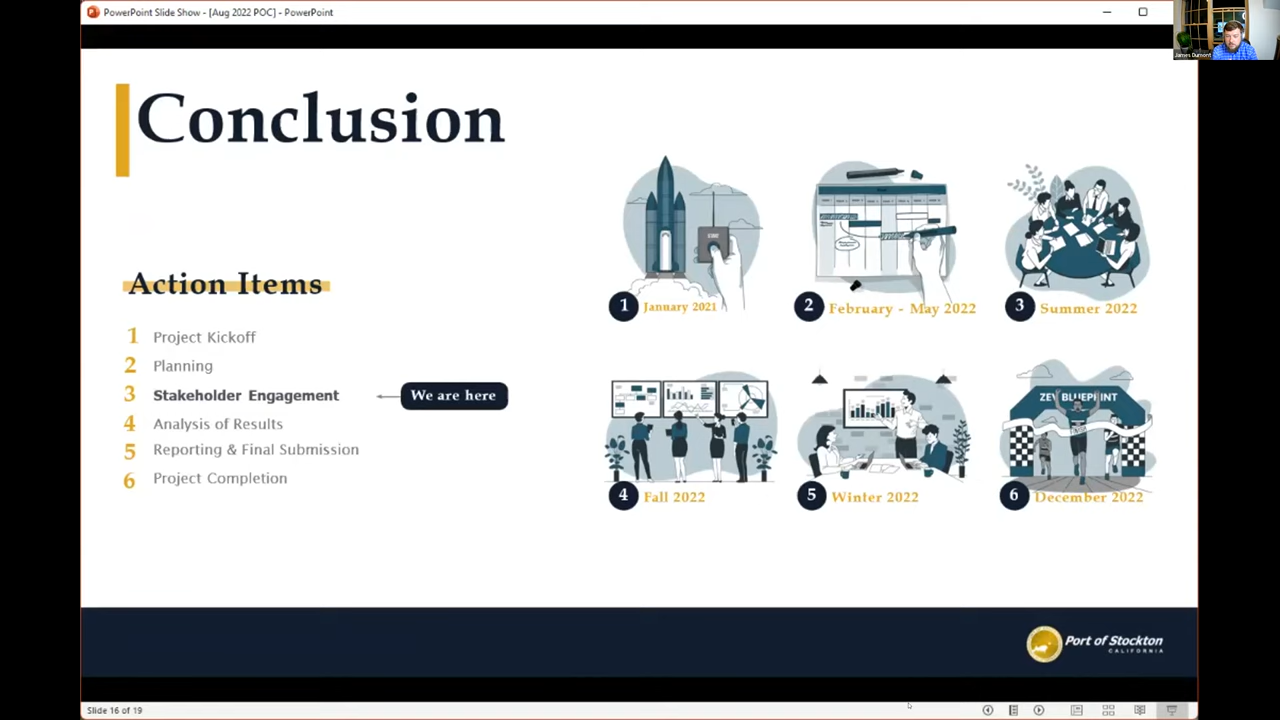 PowerPoint Slide Show - [Aug 2022 POC] - PowerPoint
James Dumont
Conclusion
Action Items
1 Project Kickoff
2 Planning
3 Stakeholder Engagement
We are here
4 Analysis of Results
5 Reporting & Final Submission
6 Project Completion
1 January 2021
2 February - May 2022
3 Summer 2022
4 Fall 2022
5 Winter 2022
ZEV BLUEPRINT
6 December 2022
Port of Stockton
CALIFORNIA
Slide 16 of 19